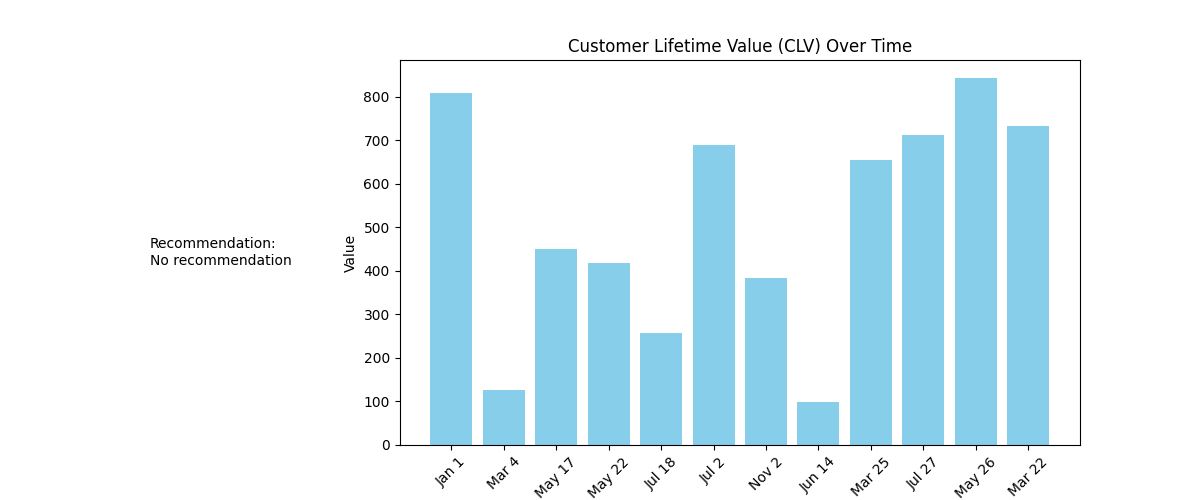 Customer Lifetime Value (CLV) Over Time
Recommendation:
No recommendation
Value
800
700
600
500
400
300
200
100
0
Jan 1
Mar 4
May 17
May 22
Jul 18
Jul 2
Nov 2
Jun 14
Mar 25
Jul 27
May 26
Mar 22